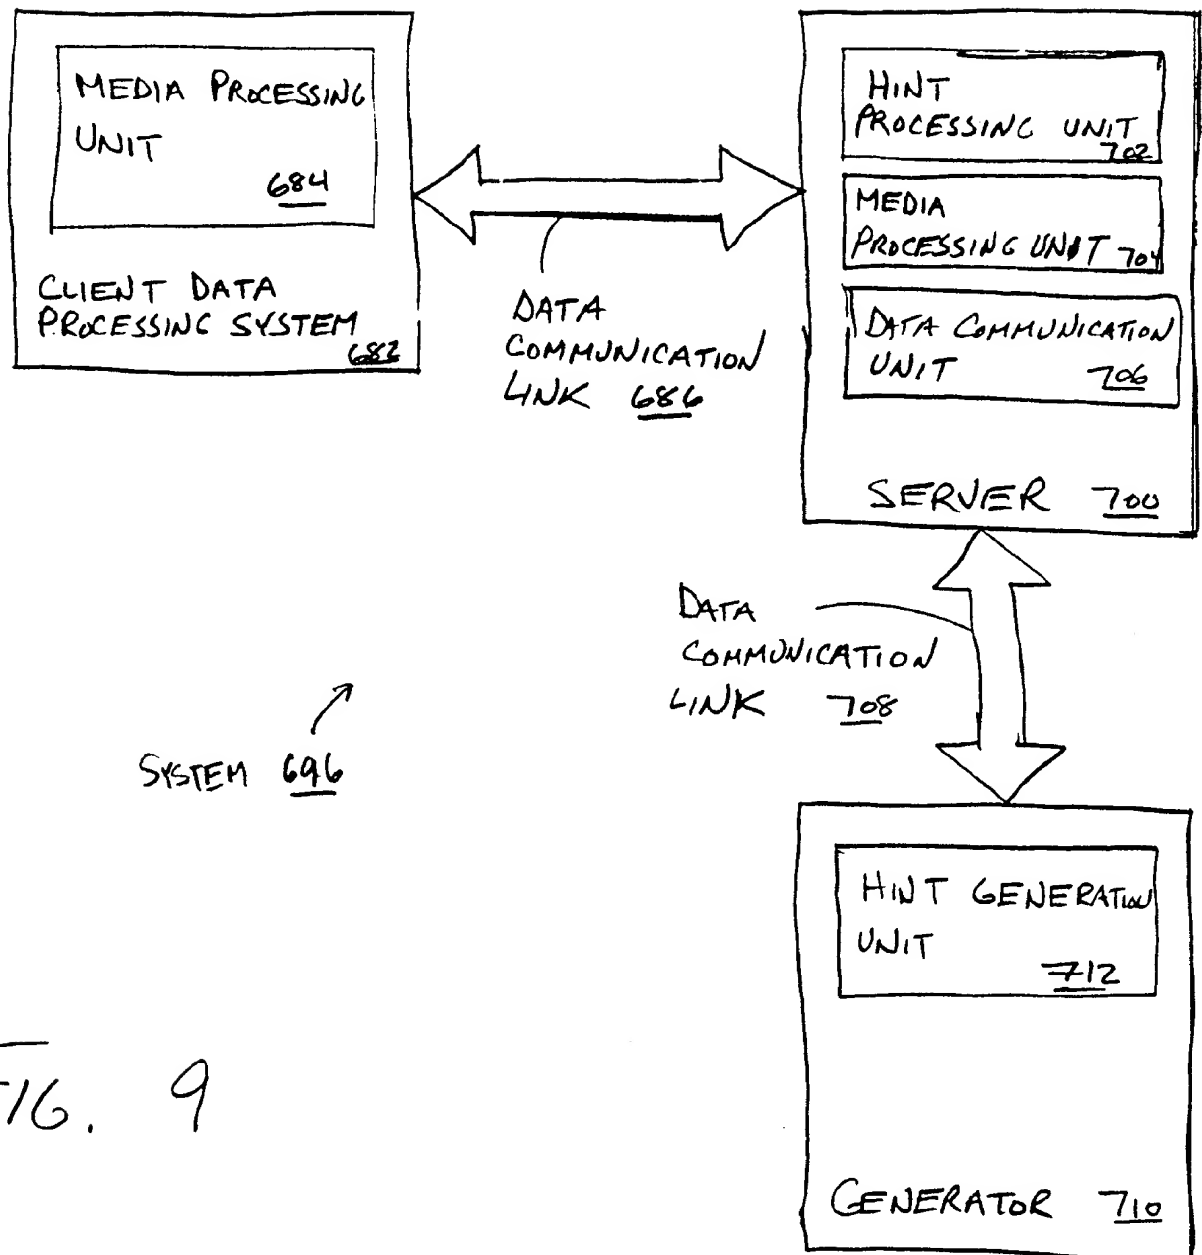 MEDIA PROCESSING
UNIT
684
CLIENT DATA
PROCESSING SYSTEM
682
DATA
COMMUNICATION
LINK 686
HINT
PROCESSING UNIT
702
MEDIA
PROCESSING UNIT 704
DATA COMMUNICATION
UNIT 706
SERVER 700
DATA
COMMUNICATION
LINK 708
SYSTEM 696
HINT GENERATION
UNIT
712
GENERATOR 710
FIG. 9